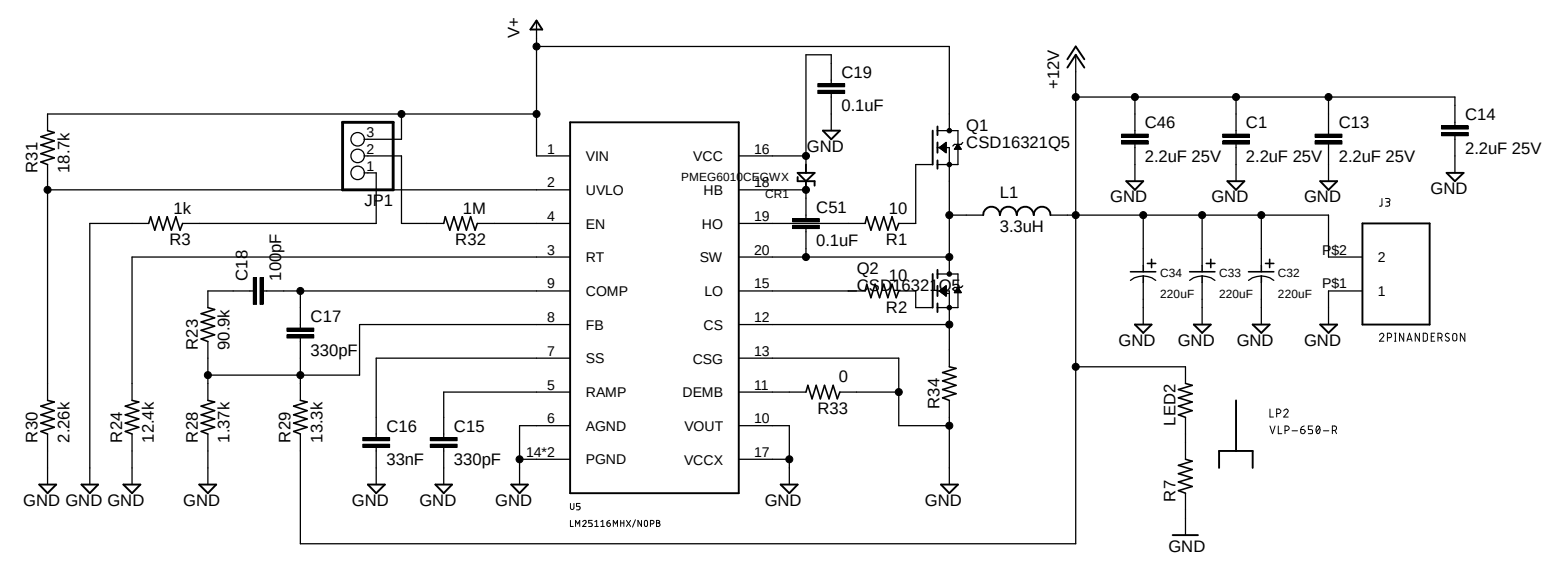 V+
+12V
C19
0.1uF
GND
Q1
CSD16321Q5
C46
2.2uF 25V
GND
C1
2.2uF 25V
GND
C13
2.2uF 25V
GND
C14
2.2uF 25V
GND
R31
18.7k
3
2
1
JP1
1k
R3
1M
R32
C18
100pF
R23
90.9k
C17
330pF
R30
2.26k
GND
GND
R24
12.4k
GND
R28
1.37k
GND
R29
13.3k
C16
33nF
GND
C15
330pF
GND
GND
1 VIN VCC 16
2 UVLO HB 18
4 EN HO 19
3 RT SW 20
9 COMP LO 15
8 FB CS 12
7 SS CSG 13
5 RAMP DEMB 11
6 AGND VOUT 10
14*2 PGND VCCX 17
U5
LM25116MHX/NOPB
PMEG6010CEGWX
CR1
C51
0.1uF
10
R1
Q2
CSD16321Q5
10
R2
0
R33
GND
R34
GND
L1
3.3uH
C34
220uF
GND
C33
220uF
GND
C32
220uF
GND
J3
P$2
2
P$1
1
GND
2PINANDERSON
LED2
R7
GND
LP2
VLP-650-R